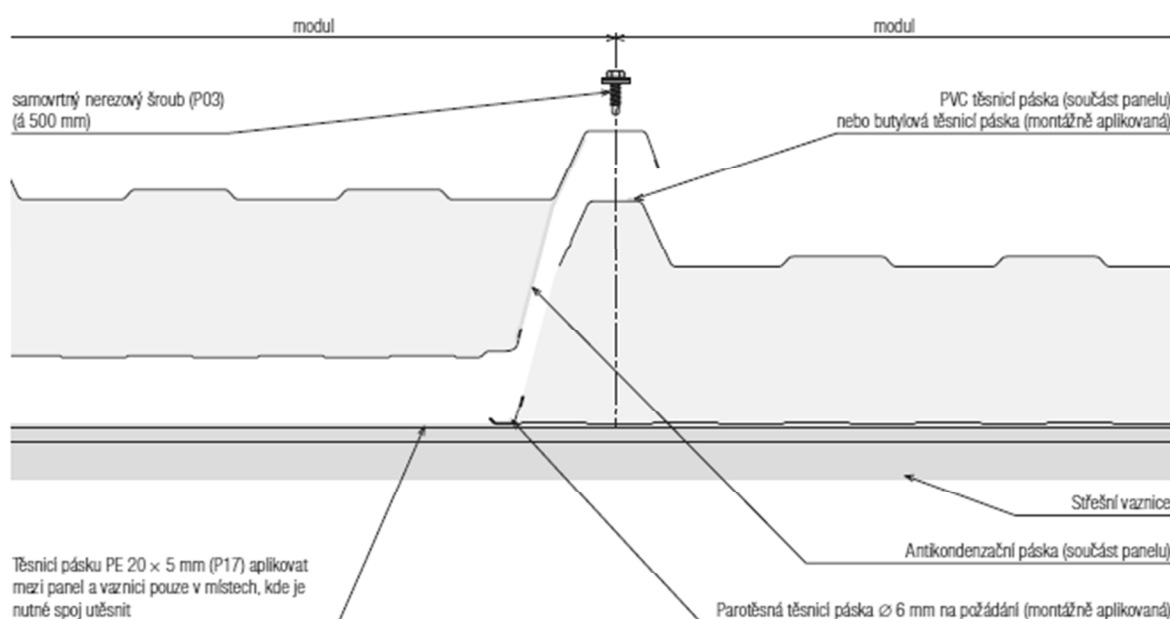 modul
modul
samovrtný nerezový šroub (P03)
(á 500 mm)
PVC těsnicí páska (součást panelu)
nebo butylová těsnicí páska (montážně aplikovaná)
Střešní vaznice
Antikondenzační páska (součást panelu)
Těsnicí pásku PE 20 × 5 mm (P17) aplikovat
mezi panel a vaznici pouze v místech, kde je
nutné spoj utěsnit
Parotěsná těsnicí páska ∅ 6 mm na požádání (montážně aplikovaná)